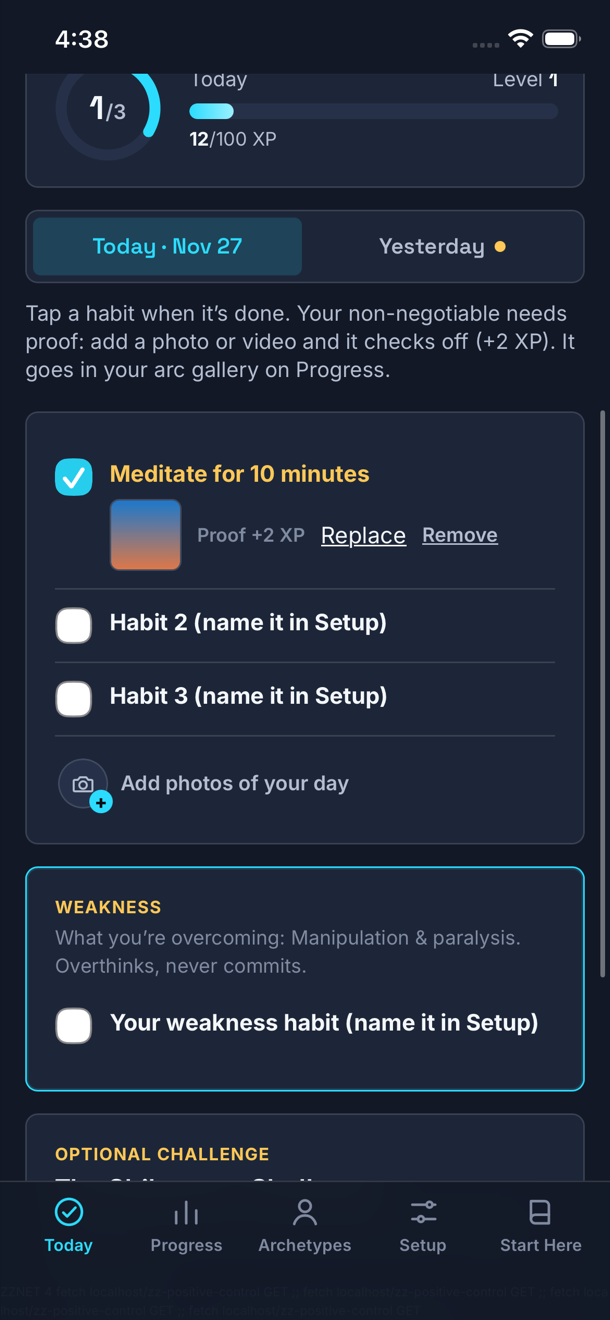 4:38
Today
Level 1
1/3
12/100 XP
Today · Nov 27
Yesterday
Tap a habit when it’s done. Your non-negotiable needs
proof: add a photo or video and it checks off (+2 XP). It
goes in your arc gallery on Progress.
Meditate for 10 minutes
Proof +2 XP Replace Remove
Habit 2 (name it in Setup)
Habit 3 (name it in Setup)
Add photos of your day
WEAKNESS
What you’re overcoming: Manipulation & paralysis.
Overthinks, never commits.
Your weakness habit (name it in Setup)
OPTIONAL CHALLENGE
Today
Progress
Archetypes
Setup
Start Here